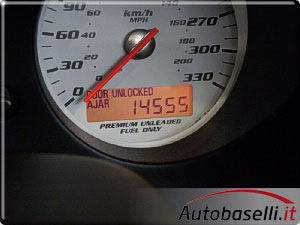 90
km/h
MPH
160
270
60
40
30
20
0
180
300
200
330
DOOR UNLOCKED
AJAR
14555
PREMIUM UNLEADED
FUEL ONLY
Autobaselli.it